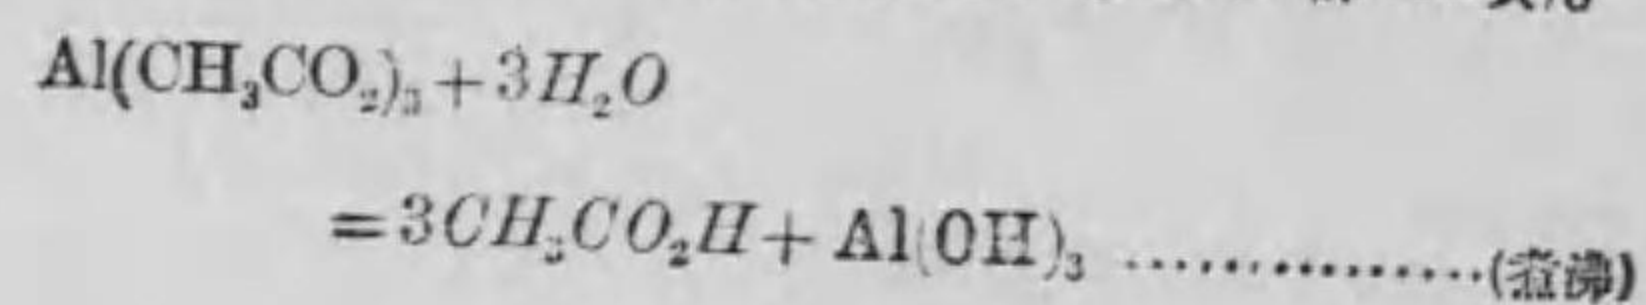 Al(CH₃CO₂)₃+3H₂O
=3CH₃CO₂H+Al(OH)₃ ................(煮沸)